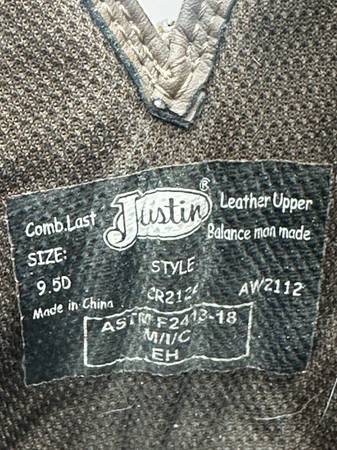 Comb.Last Justin® Leather Upper
SIZE: Balance man made
9.5D STYLE
Made in China AW2112
ASTM F2413-18
M/I/C
EH